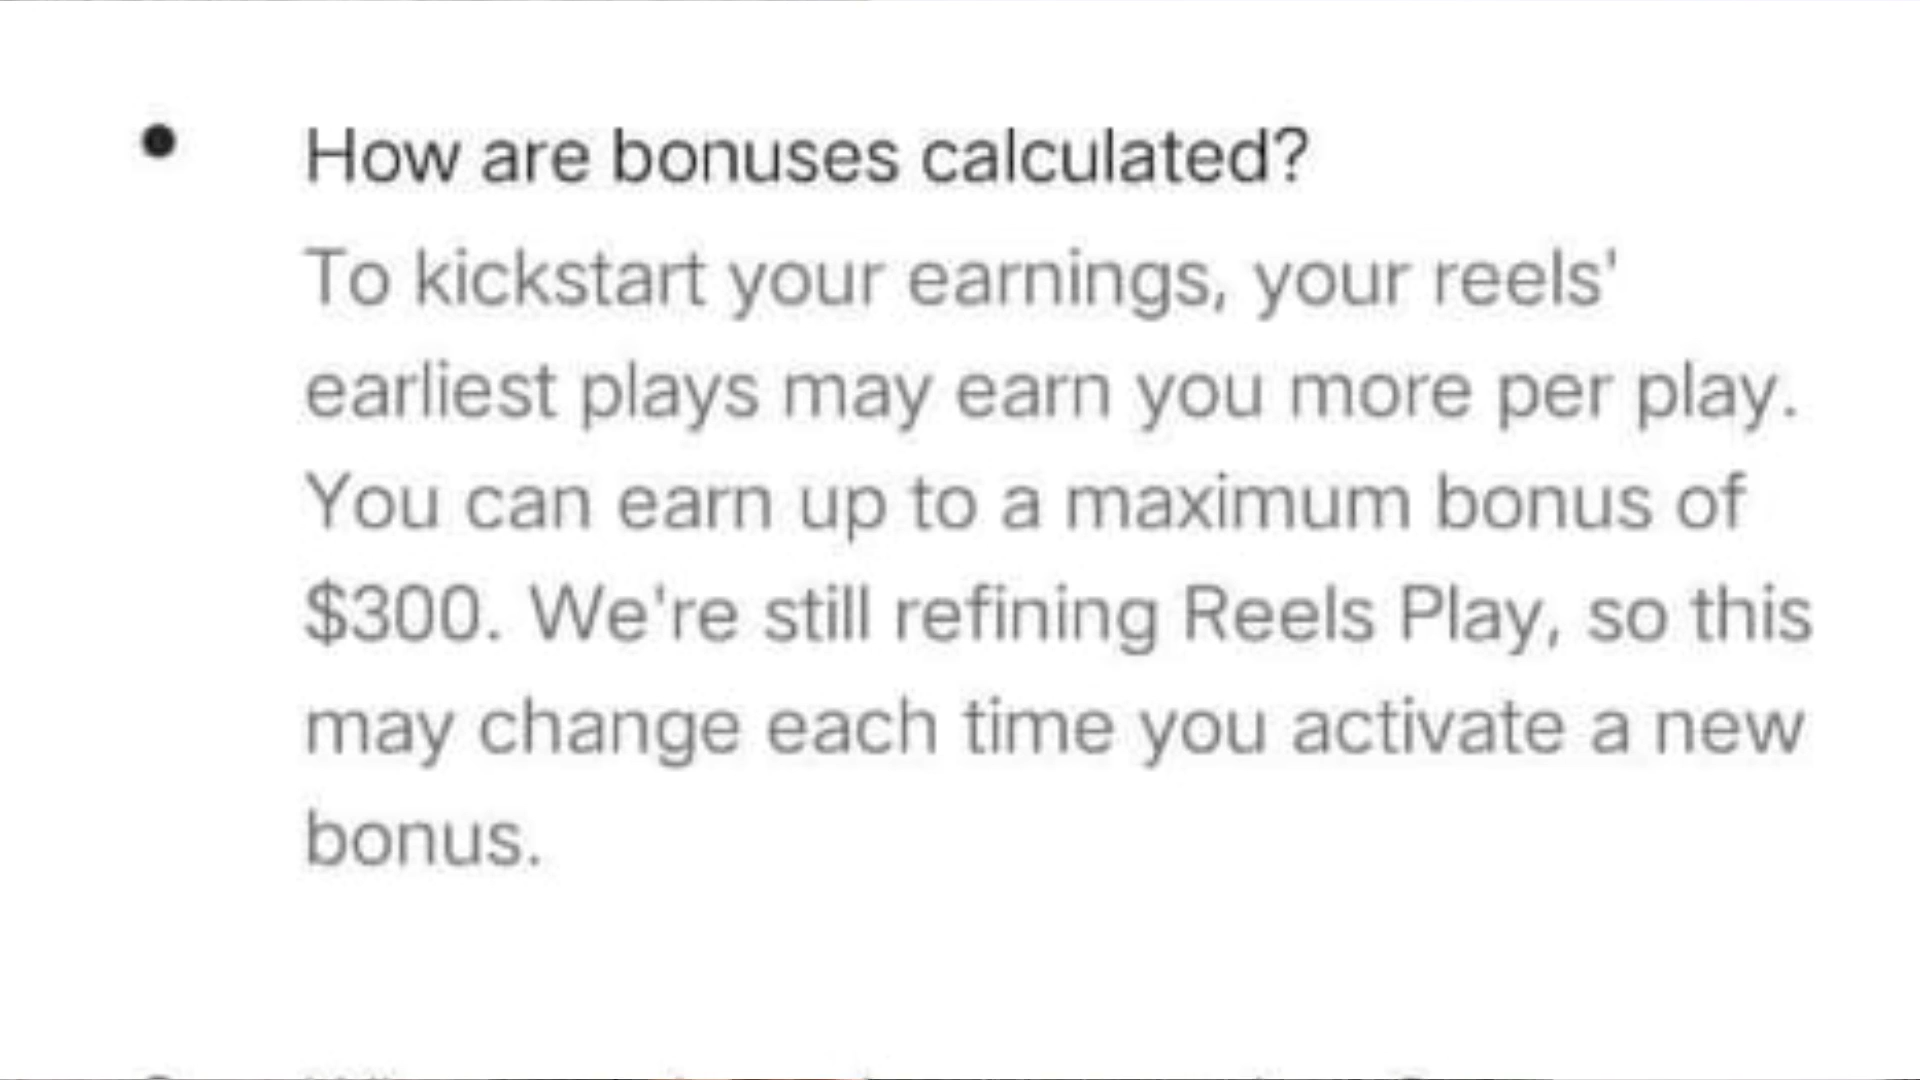 How are bonuses calculated?
To kickstart your earnings, your reels'
earliest plays may earn you more per play.
You can earn up to a maximum bonus of
$300. We're still refining Reels Play, so this
may change each time you activate a new
bonus.